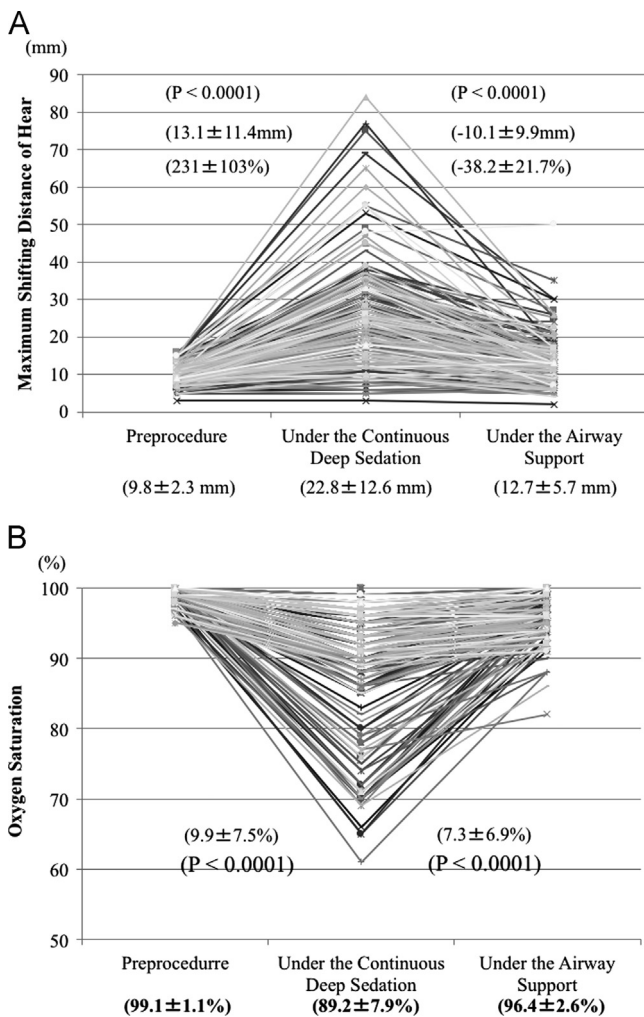 A
(mm)
90
80
70
60
50
40
30
20
10
0
Maximum Shifting Distance of Hear
(P < 0.0001)
(13.1±11.4mm)
(231±103%)
(P < 0.0001)
(-10.1±9.9mm)
(-38.2±21.7%)
Preprocedure
Under the Continuous
Deep Sedation
Under the Airway
Support
(9.8±2.3 mm)
(22.8±12.6 mm)
(12.7±5.7 mm)
B
(%)
100
90
80
70
60
50
Oxygen Saturation
(9.9±7.5%)
(P < 0.0001)
(7.3±6.9%)
(P < 0.0001)
Preprocedurre
Under the Continuous
Deep Sedation
Under the Airway
Support
(99.1±1.1%)
(89.2±7.9%)
(96.4±2.6%)